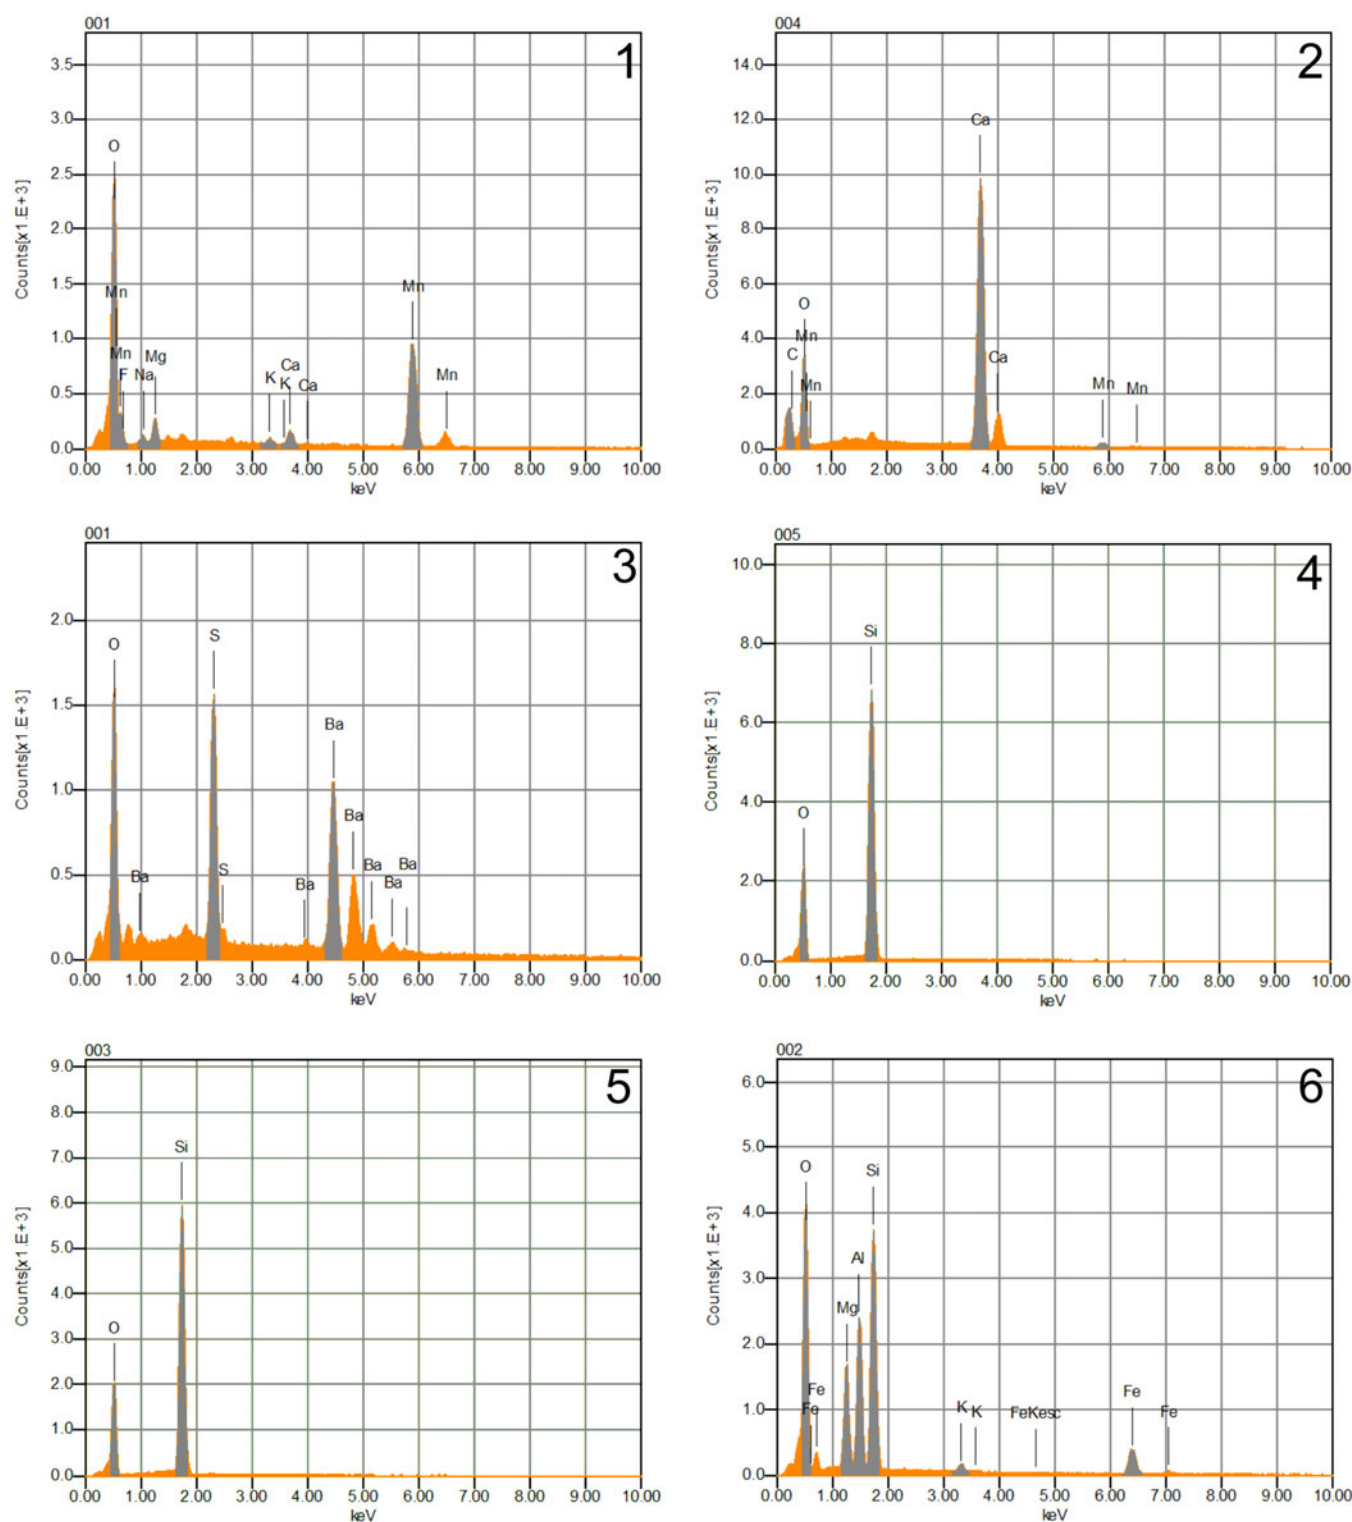 001
1
Counts[x1.E+3]
3.5
3.0
2.5
2.0
1.5
1.0
0.5
0.0
O
Mn
Mn
F
Na
Mg
K
K
Ca
Ca
Mn
Mn
0.00 1.00 2.00 3.00 4.00 5.00 6.00 7.00 8.00 9.00 10.00
keV
004
2
Counts[x1.E+3]
14.0
12.0
10.0
8.0
6.0
4.0
2.0
0.0
C
O
Mn
Mn
Ca
Ca
Mn
Mn
0.00 1.00 2.00 3.00 4.00 5.00 6.00 7.00 8.00 9.00 10.00
keV
001
3
Counts[x1.E+3]
2.0
1.5
1.0
0.5
0.0
O
Ba
S
S
Ba
Ba
Ba
Ba
Ba
Ba
0.00 1.00 2.00 3.00 4.00 5.00 6.00 7.00 8.00 9.00 10.00
keV
005
4
Counts[x1.E+3]
10.0
8.0
6.0
4.0
2.0
0.0
O
Si
0.00 1.00 2.00 3.00 4.00 5.00 6.00 7.00 8.00 9.00 10.00
keV
003
5
Counts[x1.E+3]
9.0
8.0
7.0
6.0
5.0
4.0
3.0
2.0
1.0
0.0
O
Si
0.00 1.00 2.00 3.00 4.00 5.00 6.00 7.00 8.00 9.00 10.00
keV
002
6
Counts[x1.E+3]
6.0
5.0
4.0
3.0
2.0
1.0
0.0
O
Fe
Fe
Mg
Al
Si
K
K
FeKesc
Fe
Fe
0.00 1.00 2.00 3.00 4.00 5.00 6.00 7.00 8.00 9.00 10.00
keV